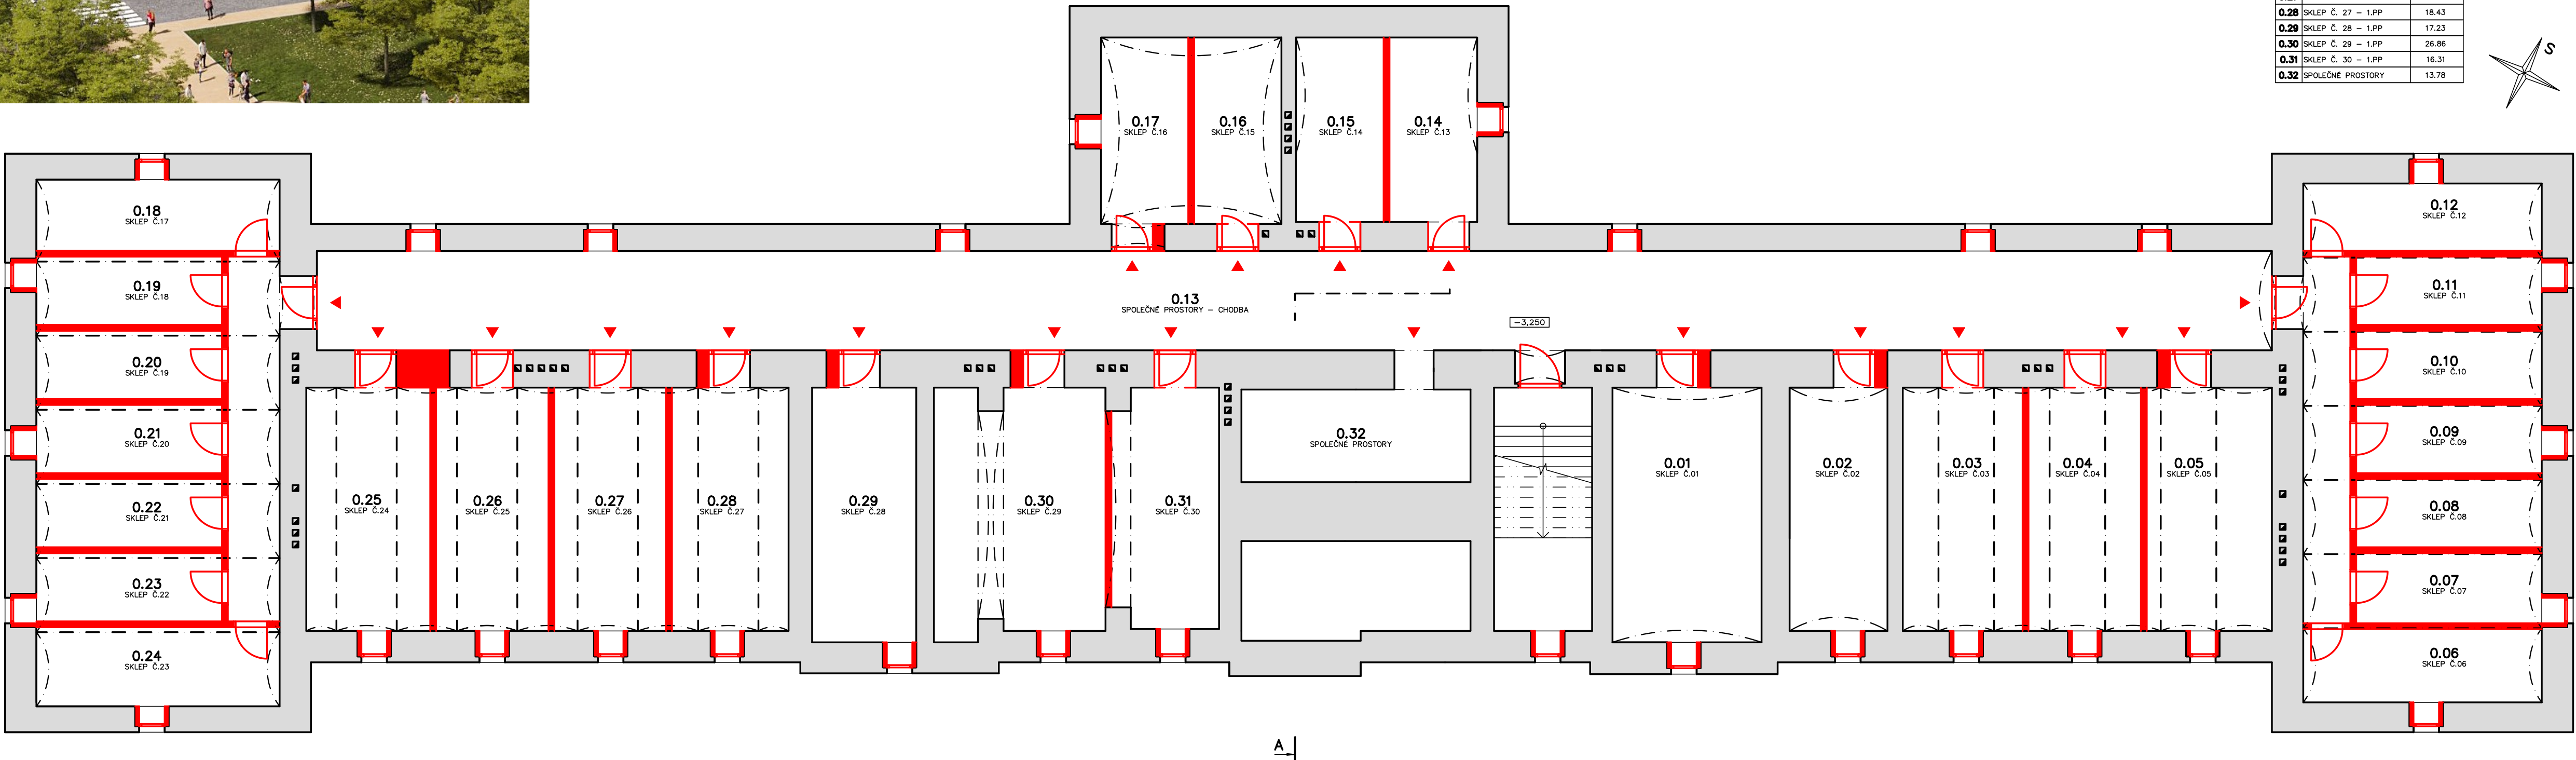 0.28 SKLEP Č. 27 – 1.PP 18.43
0.29 SKLEP Č. 28 – 1.PP 17.23
0.30 SKLEP Č. 29 – 1.PP 26.86
0.31 SKLEP Č. 30 – 1.PP 16.31
0.32 SPOLEČNÉ PROSTORY 13.78
S
0.17
SKLEP Č.16
0.16
SKLEP Č.15
0.15
SKLEP Č.14
0.14
SKLEP Č.13
0.18
SKLEP Č.17
0.19
SKLEP Č.18
0.20
SKLEP Č.19
0.21
SKLEP Č.20
0.22
SKLEP Č.21
0.23
SKLEP Č.22
0.24
SKLEP Č.23
0.13
SPOLEČNÉ PROSTORY – CHODBA
–3,250
0.25
SKLEP Č.24
0.26
SKLEP Č.25
0.27
SKLEP Č.26
0.28
SKLEP Č.27
0.29
SKLEP Č.28
0.30
SKLEP Č.29
0.31
SKLEP Č.30
0.32
SPOLEČNÉ PROSTORY
0.01
SKLEP Č.01
0.02
SKLEP Č.02
0.03
SKLEP Č.03
0.04
SKLEP Č.04
0.05
SKLEP Č.05
0.12
SKLEP Č.12
0.11
SKLEP Č.11
0.10
SKLEP Č.10
0.09
SKLEP Č.09
0.08
SKLEP Č.08
0.07
SKLEP Č.07
0.06
SKLEP Č.06
A